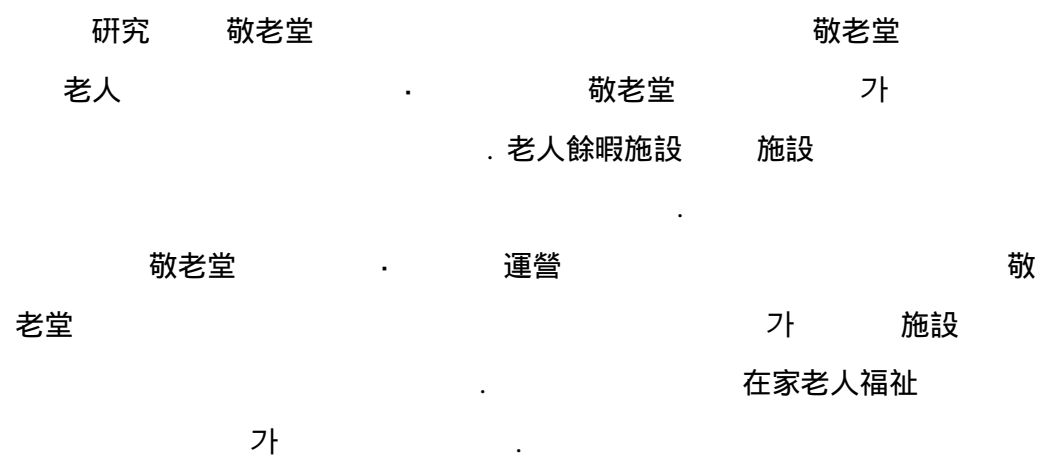 研究 敬老堂 敬老堂
老人 · 敬老堂 가
. 老人餘暇施設 施設
.
敬老堂 · 運營 敬
老堂 가 施設
. 在家老人福祉
가 .